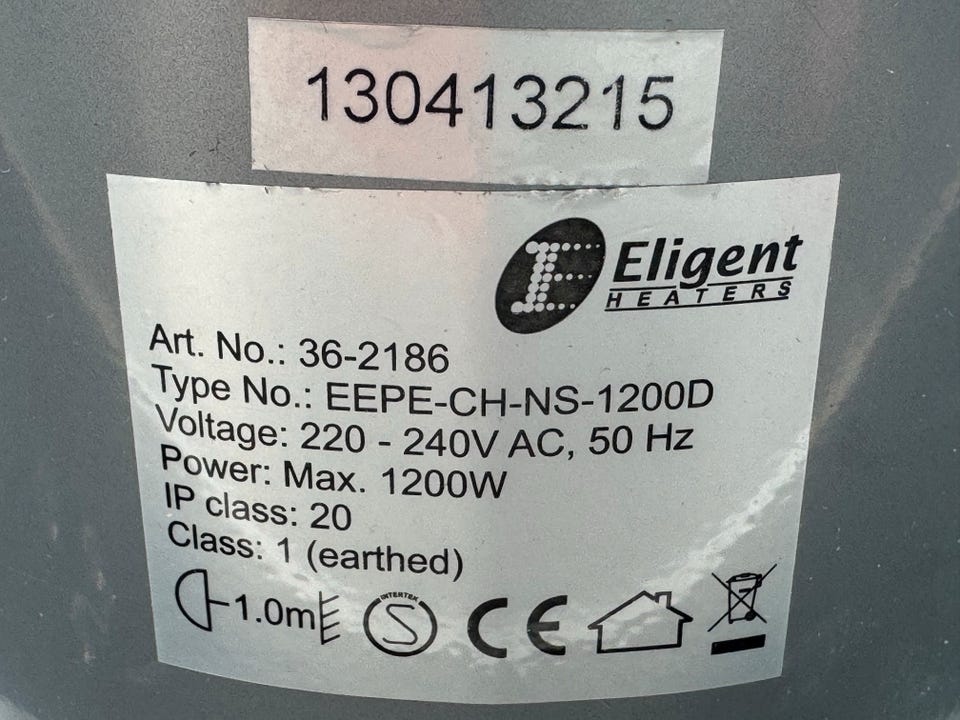 130413215
Eligent
HEATERS
Art. No.: 36-2186
Type No.: EEPE-CH-NS-1200D
Voltage: 220 - 240V AC, 50 Hz
Power: Max. 1200W
IP class: 20
Class: 1 (earthed)
1.0m
INTERTEK
S
CE